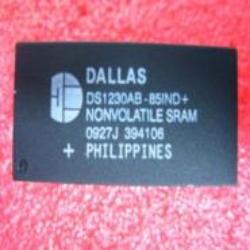 DALLAS
DS1230AB-85IND+
NONVOLATILE SRAM
0927J 394106
+ PHILIPPINES